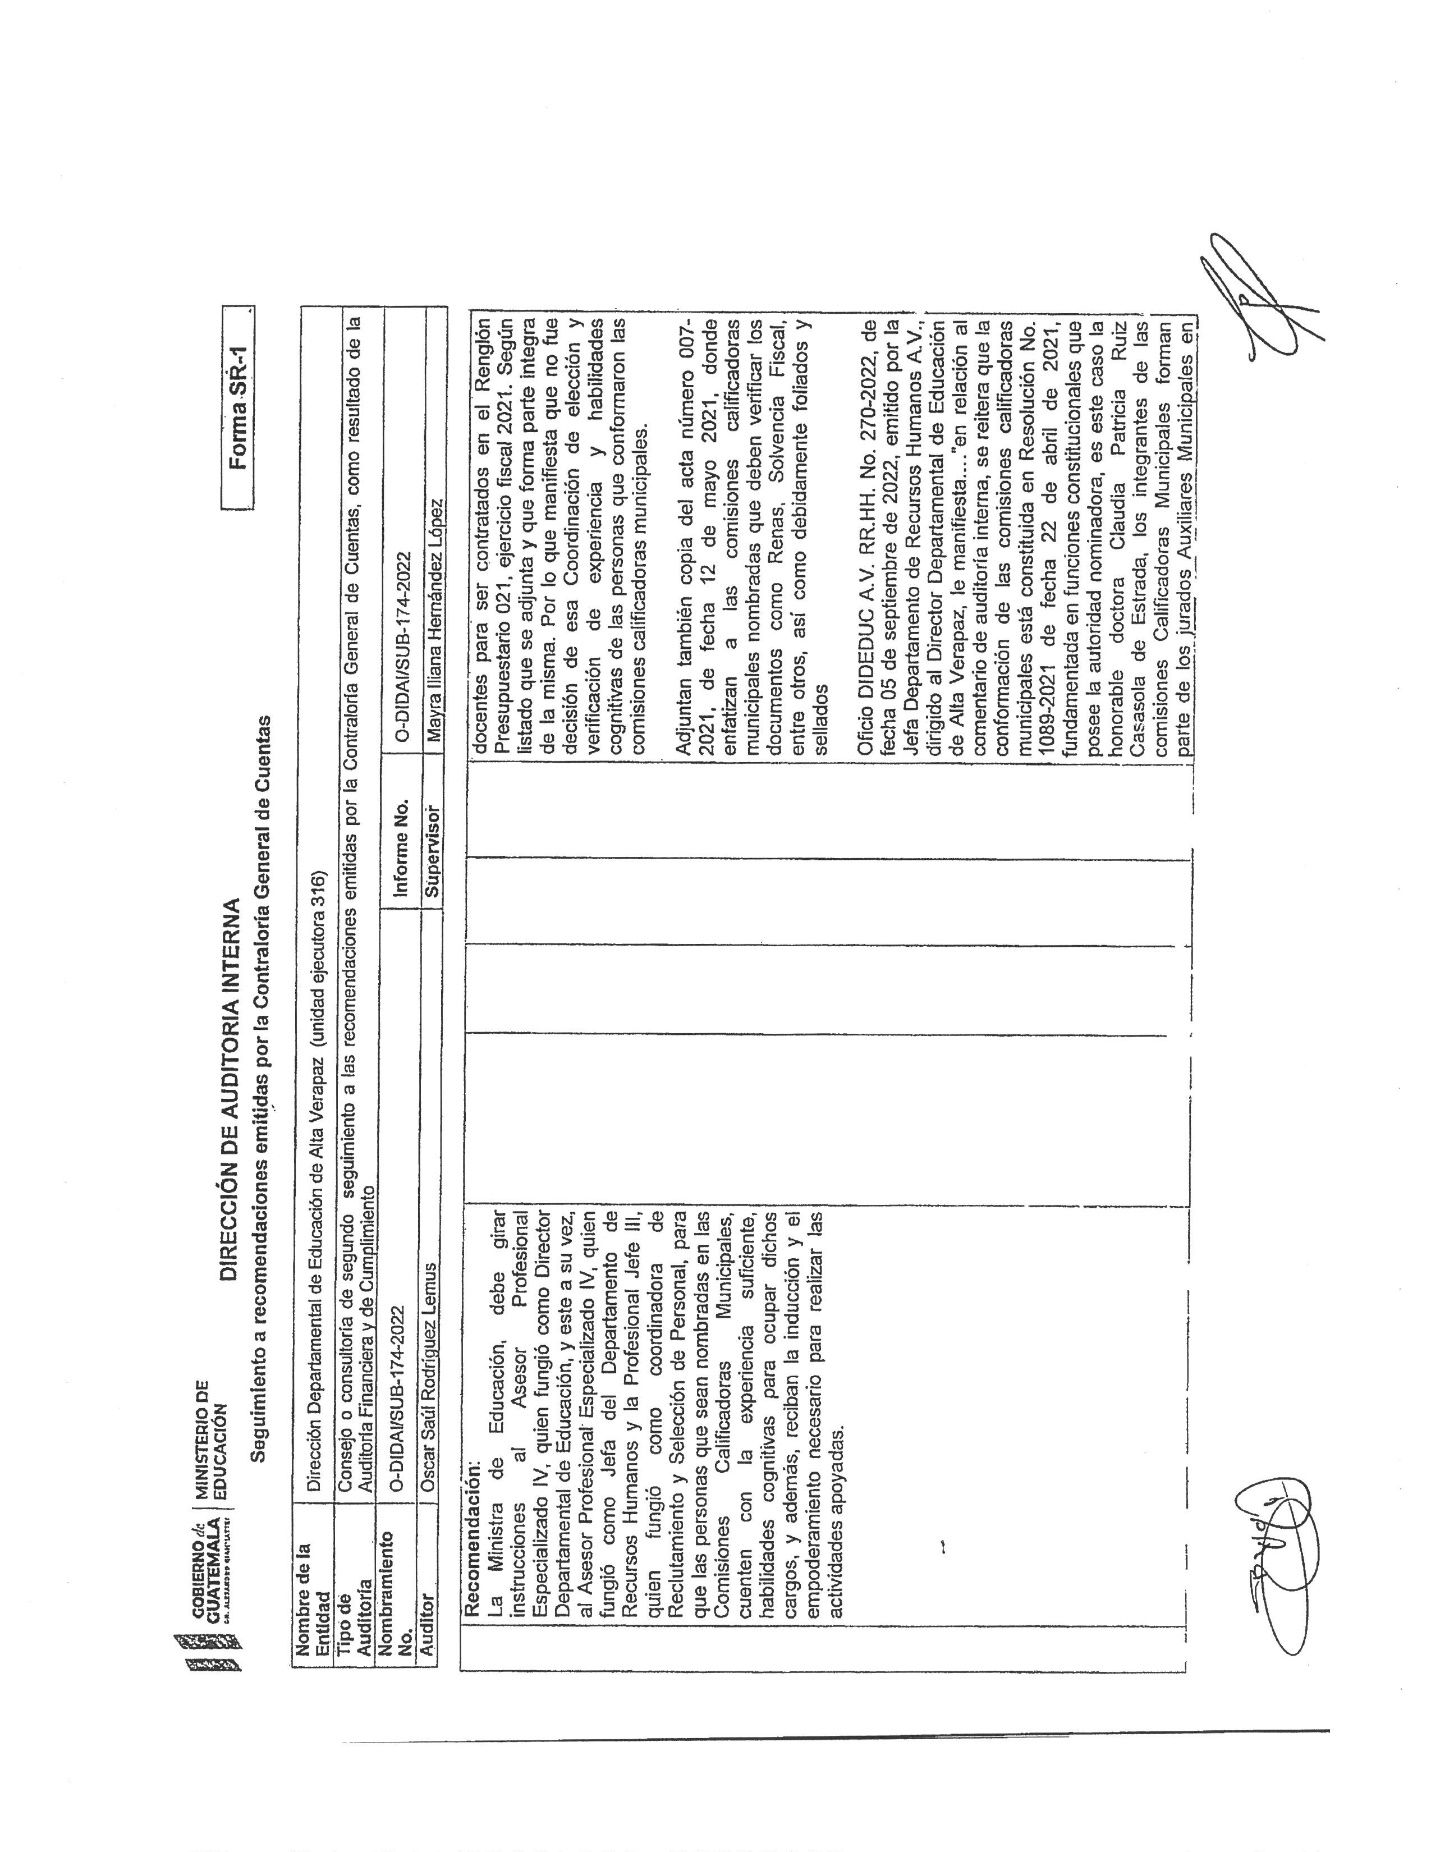 GOBIERNO de
GUATEMALA
DR. ALEJANDRO GIAMMATTEI
MINISTERIO DE
EDUCACIÓN
DIRECCIÓN DE AUDITORIA INTERNA
Forma SR-1
Seguimiento a recomendaciones emitidas por la Contraloría General de Cuentas
Nombre de la
Entidad
Dirección Departamental de Educación de Alta Verapaz (unidad ejecutora 316)
Tipo de
Auditoría
Consejo o consultoría de segundo seguimiento a las recomendaciones emitidas por la Contraloría General de Cuentas, como resultado de la
Auditoría Financiera y de Cumplimiento
Nombramiento
No.
O-DIDAI/SUB-174-2022
Informe No.
O-DIDAI/SUB-174-2022
Auditor
Oscar Saúl Rodríguez Lemus
Supervisor
Mayra Iliana Hernández López
Recomendación:
La Ministra de Educación, debe girar
instrucciones al Asesor Profesional
Especializado IV, quien fungió como Director
Departamental de Educación, y este a su vez,
al Asesor Profesional Especializado IV, quien
fungió como Jefa del Departamento de
Recursos Humanos y la Profesional Jefe III,
quien fungió como coordinadora de
Reclutamiento y Selección de Personal, para
que las personas que sean nombradas en las
Comisiones Calificadoras Municipales,
cuenten con la experiencia suficiente,
habilidades cognitivas para ocupar dichos
cargos, y además, reciban la inducción y el
empoderamiento necesario para realizar las
actividades apoyadas.
docentes para ser contratados en el Renglón
Presupuestario 021, ejercicio fiscal 2021. Según
listado que se adjunta y que forma parte integra
de la misma. Por lo que manifiesta que no fue
decisión de esa Coordinación de elección y
verificación de experiencia y habilidades
cognitivas de las personas que conformaron las
comisiones calificadoras municipales.
Adjuntan también copia del acta número 007-
2021, de fecha 12 de mayo 2021, donde
enfatizan a las comisiones calificadoras
municipales nombradas que deben verificar los
documentos como Renas, Solvencia Fiscal,
entre otros, así como debidamente foliados y
sellados
Oficio DIDEDUC A.V. RR.HH. No. 270-2022, de
fecha 05 de septiembre de 2022, emitido por la
Jefa Departamento de Recursos Humanos A.V.,
dirigido al Director Departamental de Educación
de Alta Verapaz, le manifiesta...."en relación al
comentario de auditoría interna, se reitera que la
conformación de las comisiones calificadoras
municipales está constituida en Resolución No.
1089-2021 de fecha 22 de abril de 2021,
fundamentada en funciones constitucionales que
posee la autoridad nominadora, es este caso la
honorable doctora Claudia Patricia Ruiz
Casasola de Estrada, los integrantes de las
comisiones Calificadoras Municipales forman
parte de los jurados Auxiliares Municipales en